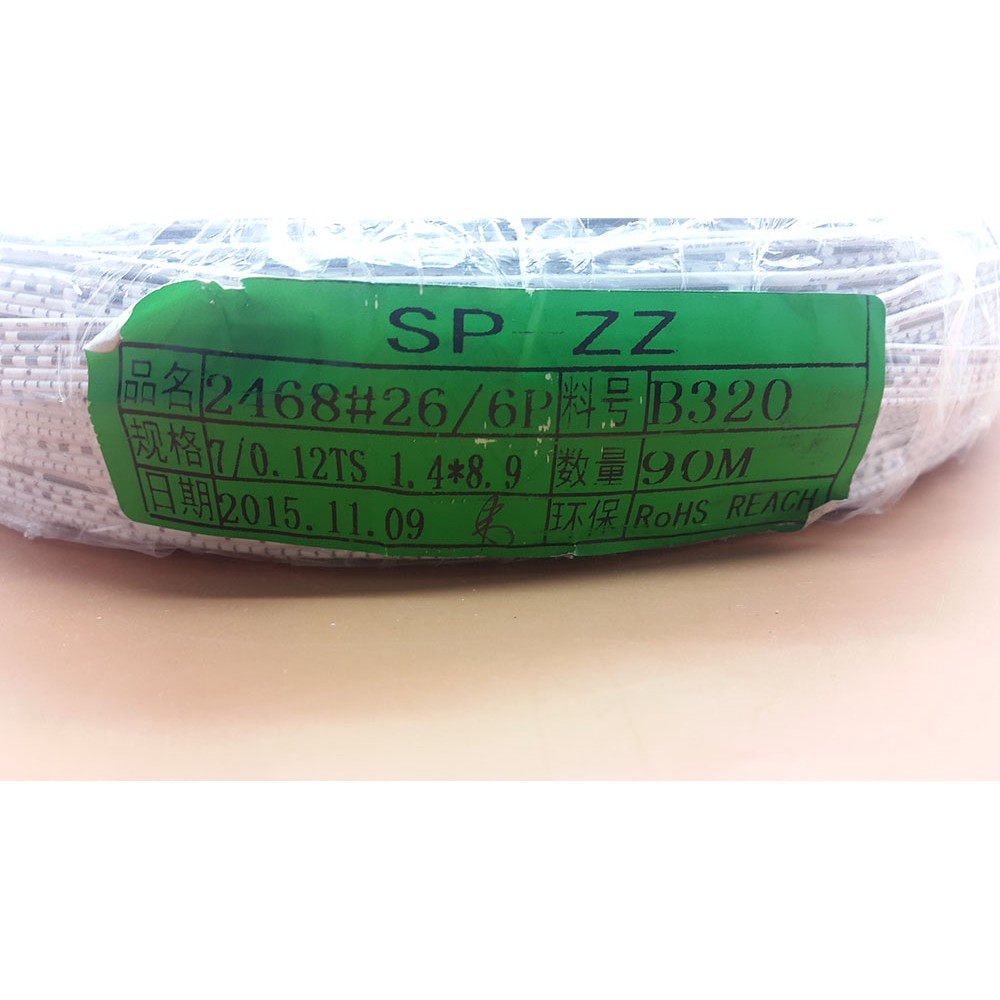 SP-ZZ
品名 2468#26/6P 料号 B320
规格 7/0.12TS 1.4*8.9 数量 90M
日期 2015.11.09 环保 RoHS REACH